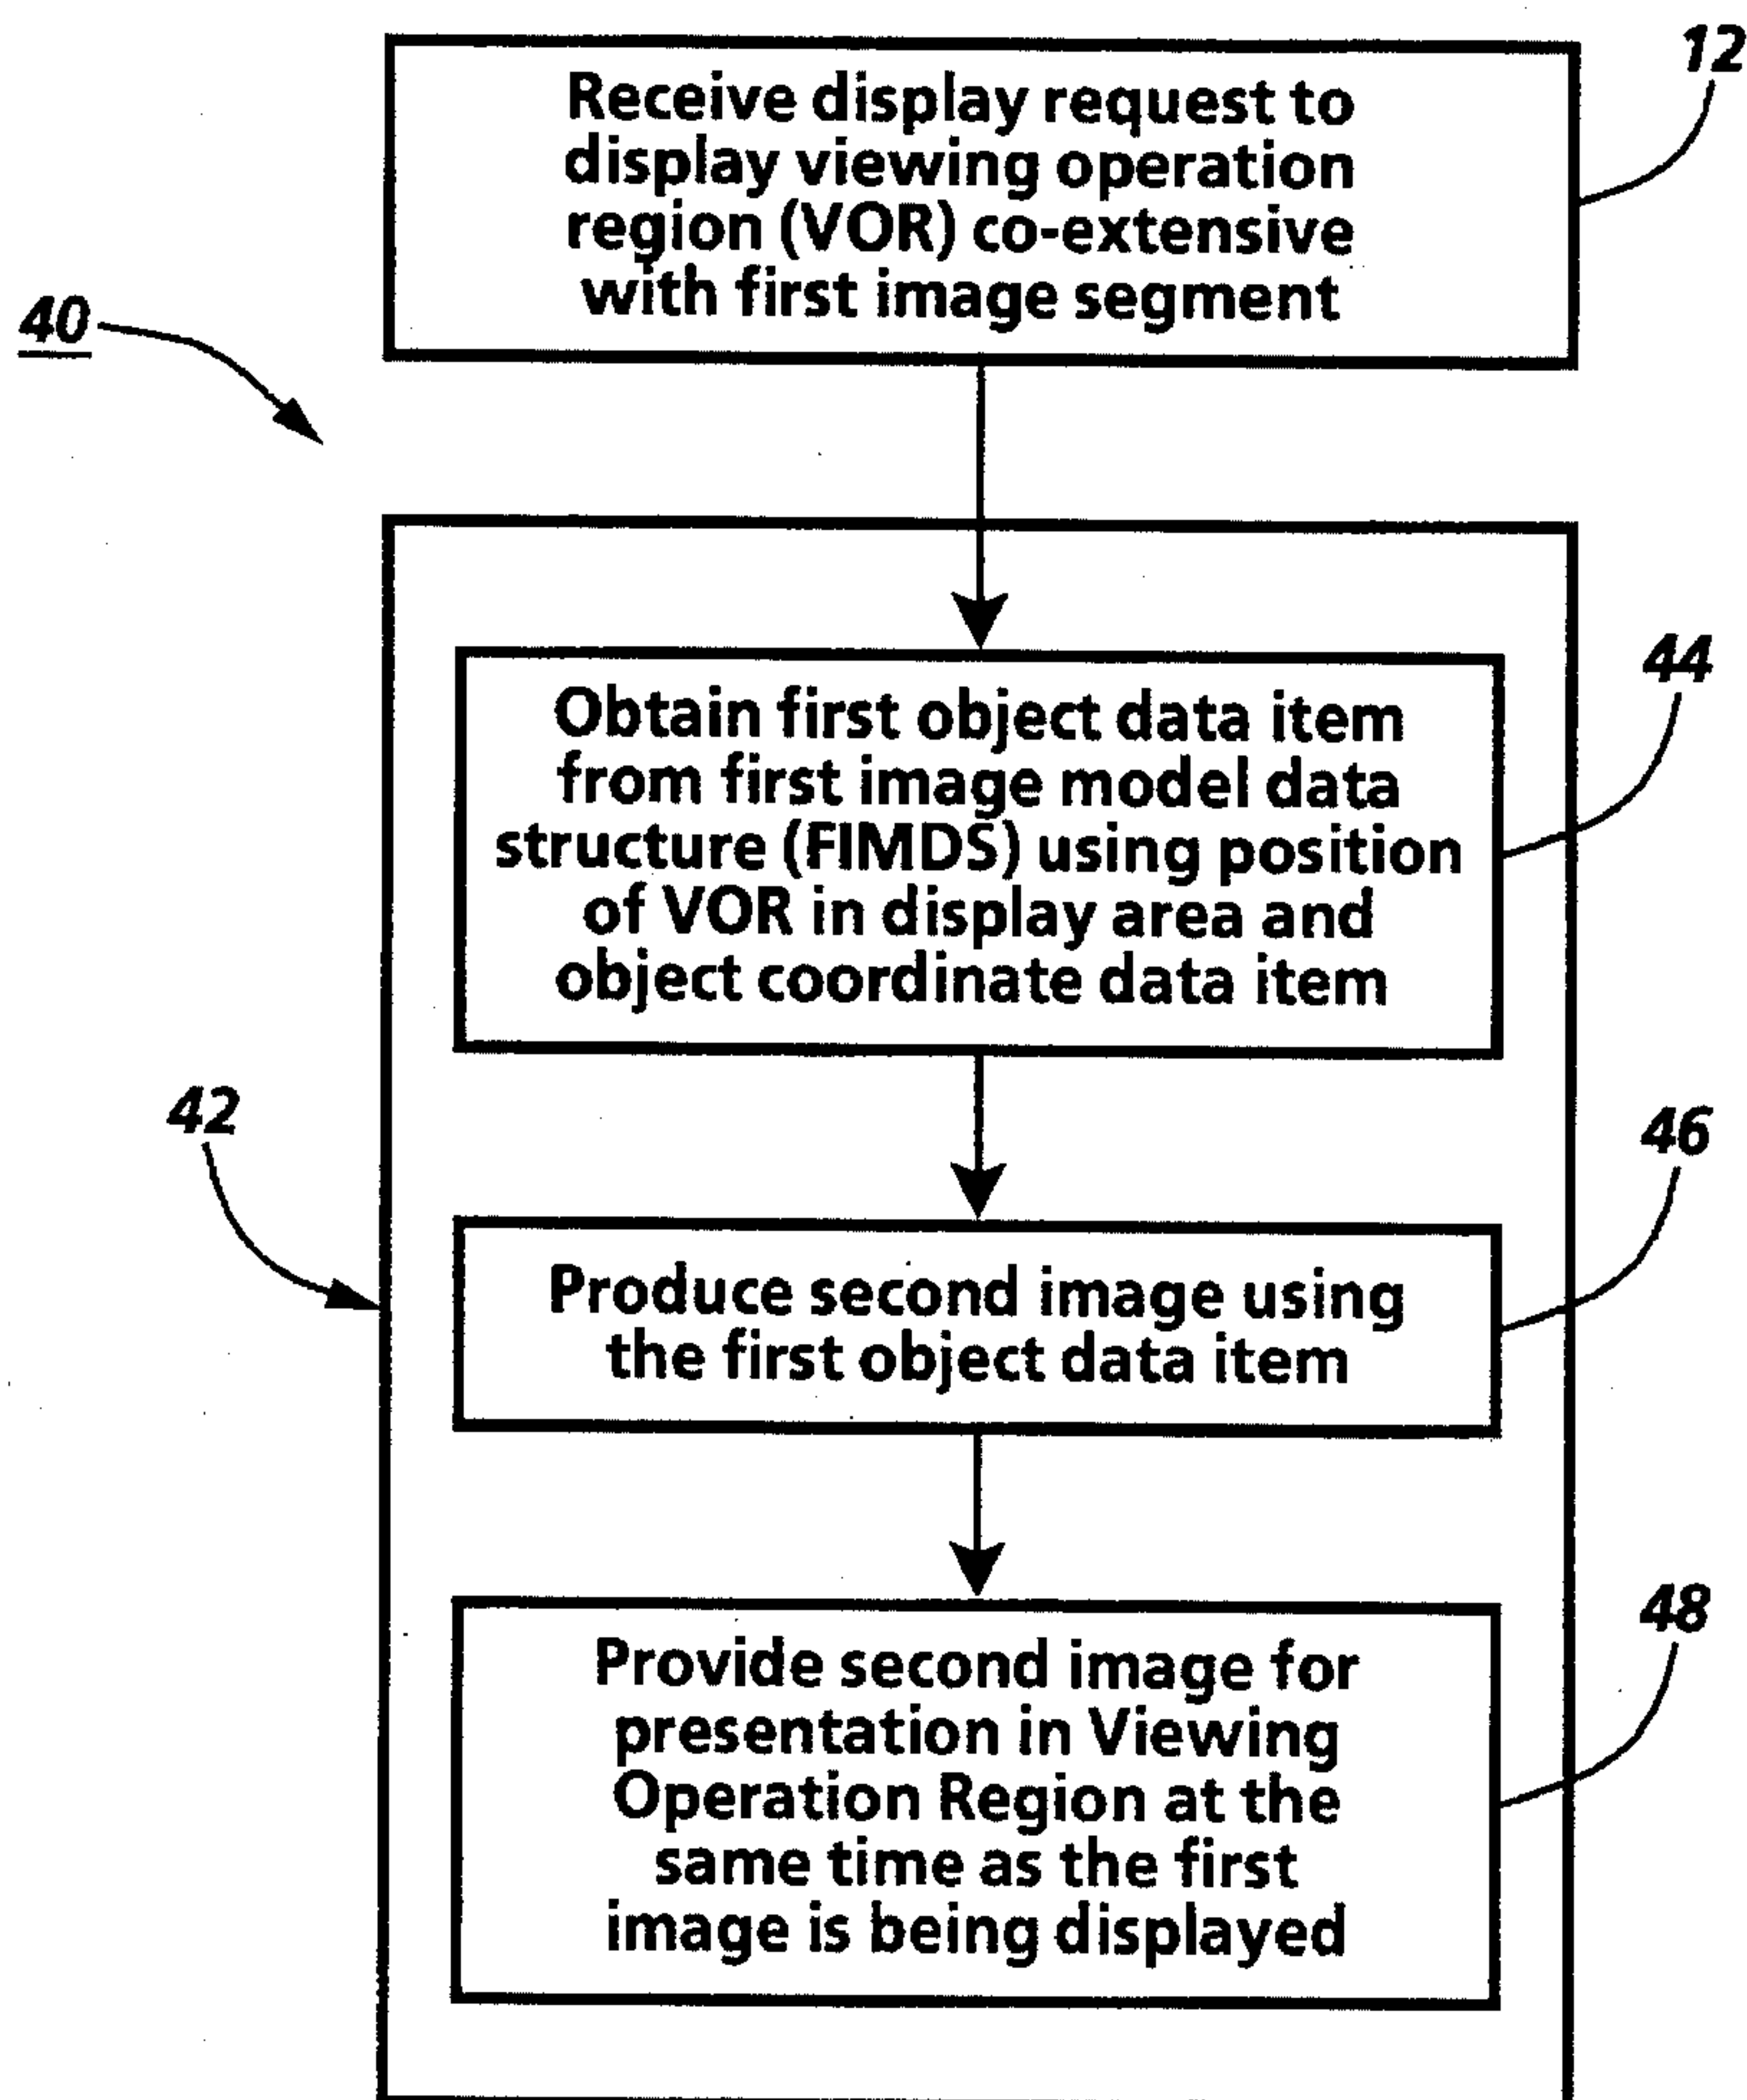 12
Receive display request to
display viewing operation
region (VOR) co-extensive
with first image segment
40
44
Obtain first object data item
from first image model data
structure (FIMDS) using position
of VOR in display area and
object coordinate data item
42
46
Produce second image using
the first object data item
48
Provide second image for
presentation in Viewing
Operation Region at the
same time as the first
image is being displayed